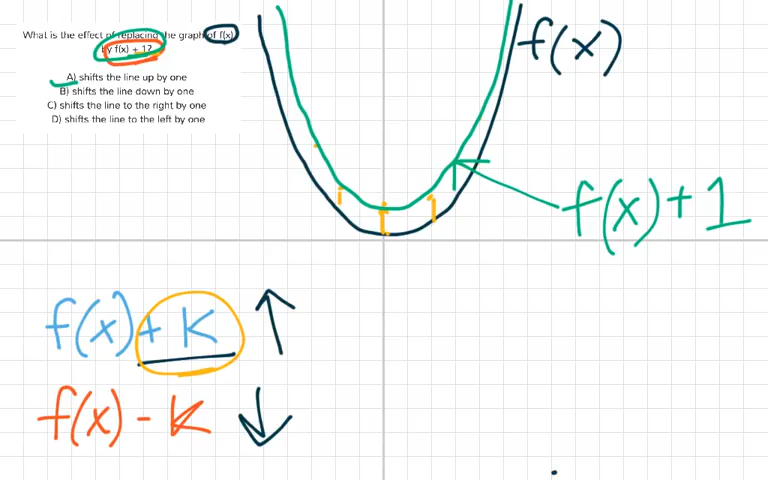 What is the effect of replacing the graph of f(x)
by f(x) + 1?
A) shifts the line up by one
B) shifts the line down by one
C) shifts the line to the right by one
D) shifts the line to the left by one
f(x)
f(x)+1
f(x)+K
f(x)-K